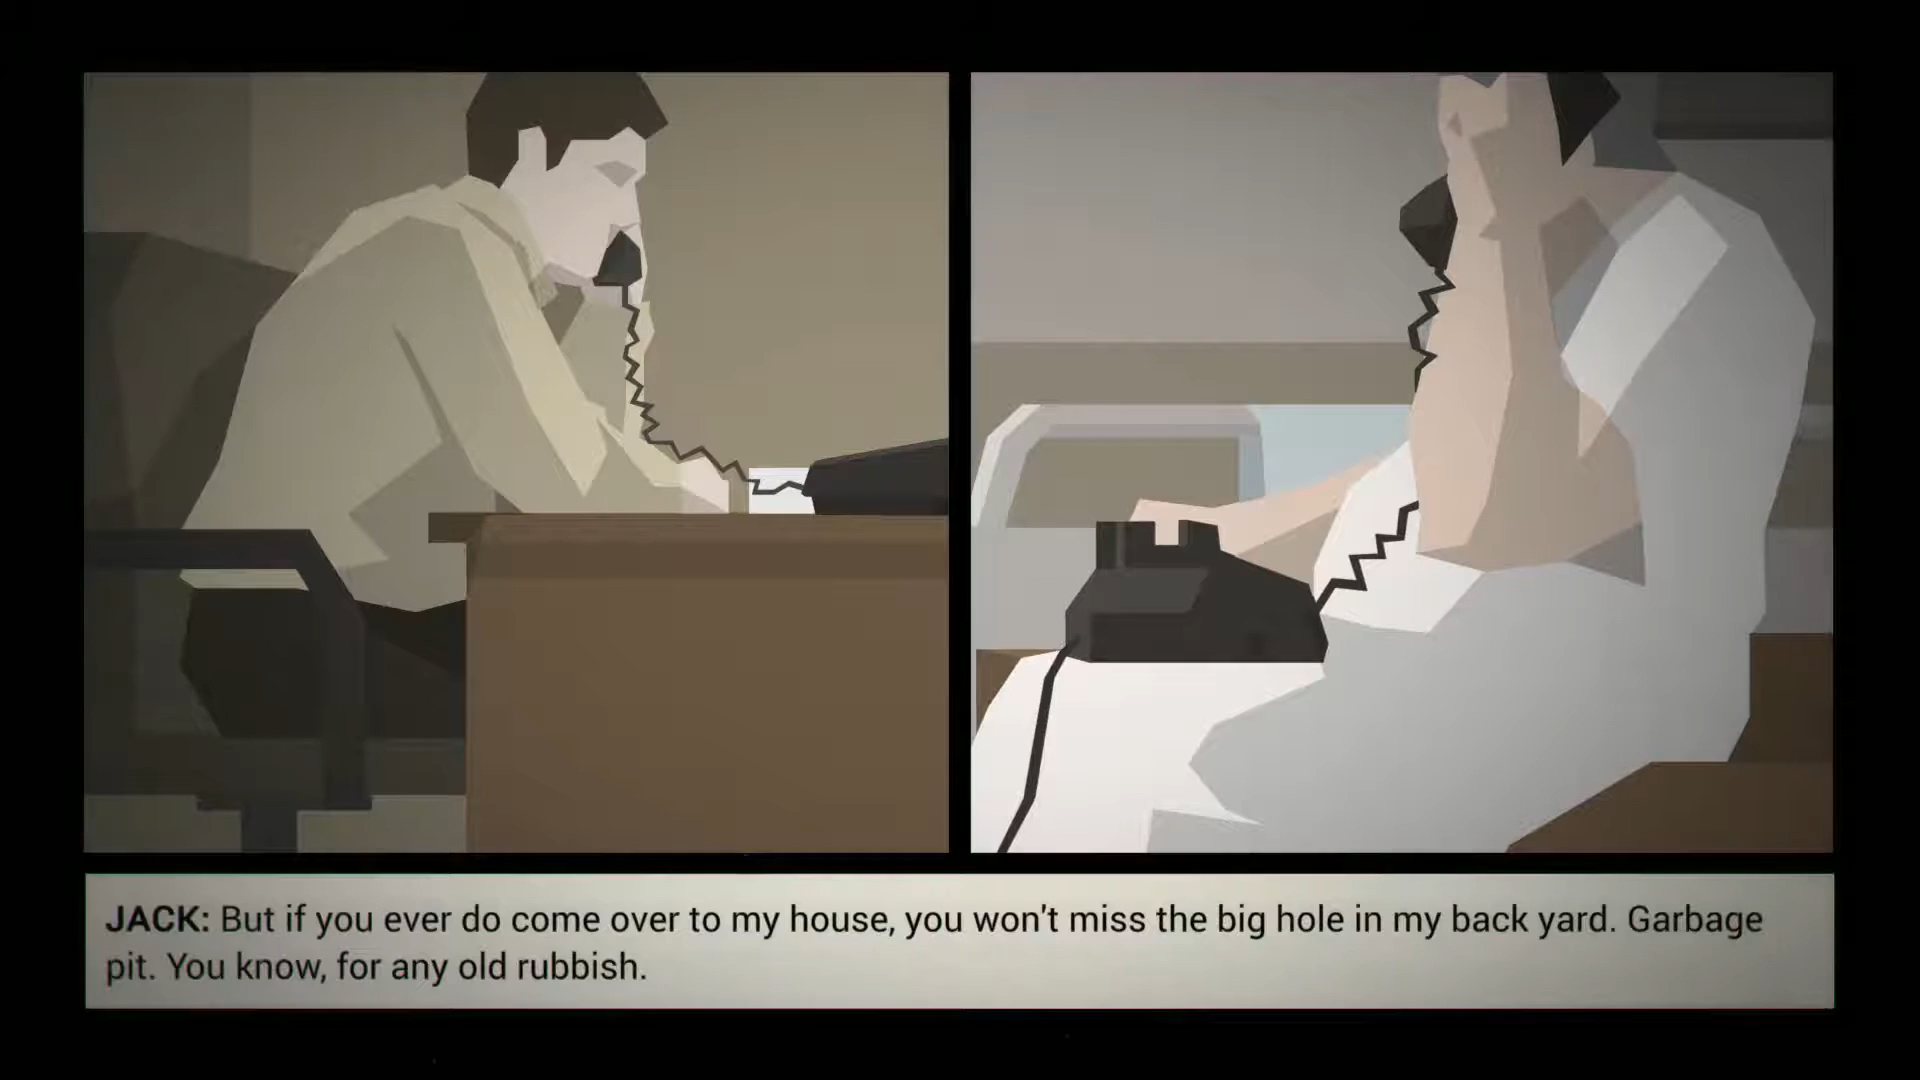 JACK: But if you ever do come over to my house, you won't miss the big hole in my back yard. Garbage
pit. You know, for any old rubbish.